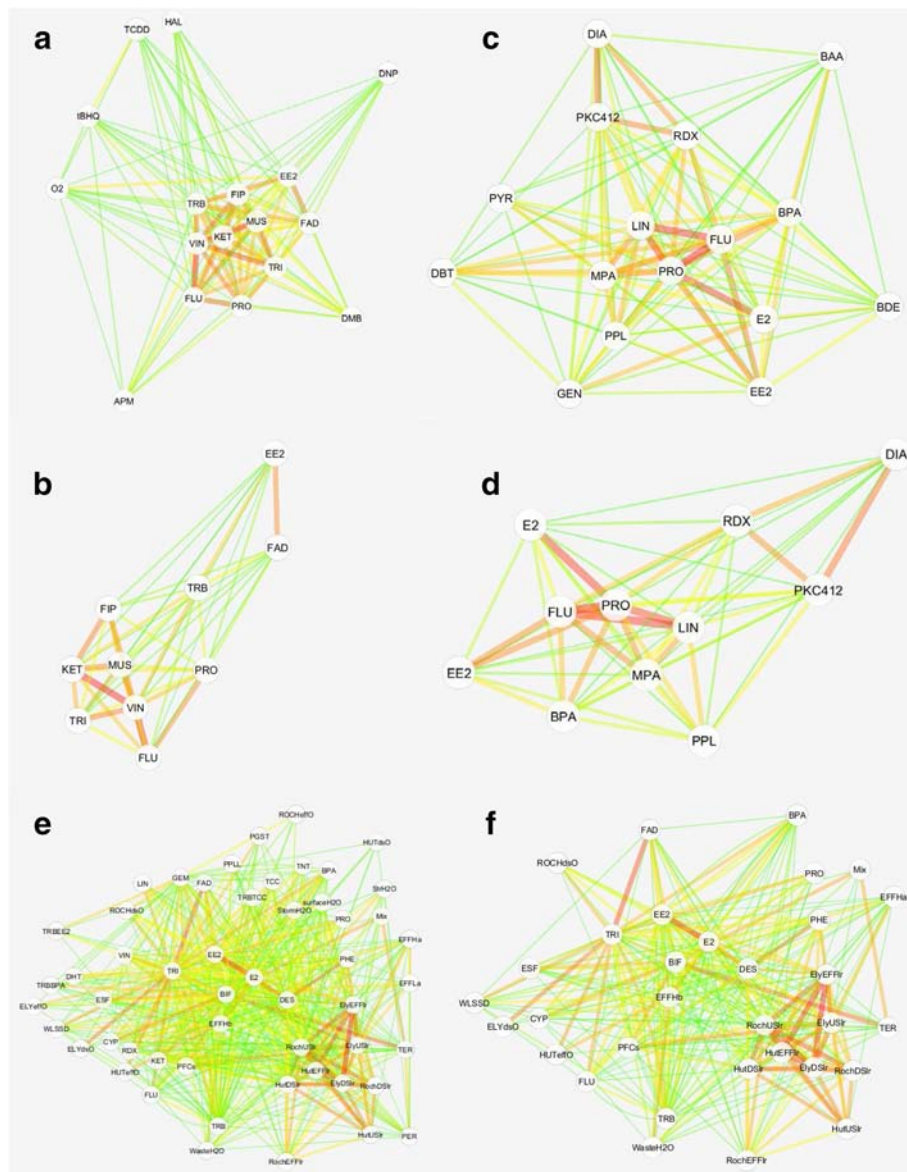 a
HAL
TCDD
DNP
tBHQ
O2
EE2
FIP
TRB
MUS
FAD
KET
VIN
TRI
FLU
PRO
DMB
APM
c
DIA
BAA
PKC412
RDX
PYR
BPA
LIN
FLU
DBT
MPA
PRO
BDE
E2
PPL
GEN
EE2
b
EE2
FAD
TRB
FIP
MUS
KET
PRO
VIN
TRI
FLU
d
DIA
RDX
E2
PKC412
FLU
PRO
LIN
EE2
MPA
BPA
PPL
e
ROCHeffO
PGST
HUTdsO
PPLL
TNT
BPA
GEM
TCC
LIN
FAD
StrH2O
TRBTCC
surfaceH2O
ROCHdsO
StormH2O
PRO
Mix
TRBEE2
EFFHa
VIN
EE2
PHE
TRI
E2
DHT
EFFLa
TRBBPA
BIF
DES
ESF
ElyEFFlr
ELYeffO
EFFHb
WLSSD
CYP
RochUSlr
ElyUSlr
ELYdsO
RDX
KET
TER
PFCs
HutEFFlr
HUTeffO
HutDSlr
ElyDSlr
RochDSlr
FLU
TRB
HutUSlr
PER
WasteH2O
RochEFFlr
f
BPA
FAD
ROCHdsO
PRO
Mix
EFFHa
EE2
PHE
TRI
E2
BIF
DES
ESF
ElyEFFlr
EFFHb
WLSSD
CYP
RochUSlr
ElyUSlr
TER
ELYdsO
PFCs
HutEFFlr
HUTeffO
HutDSlr
ElyDSlr
RochDSlr
FLU
TRB
HutUSlr
WasteH2O
RochEFFlr